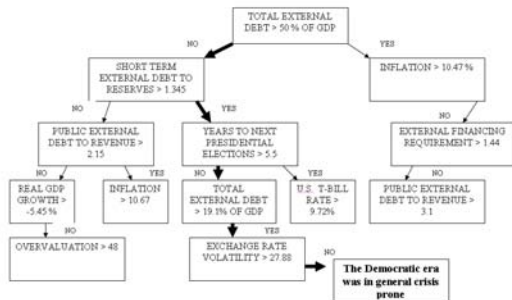 TOTAL EXTERNAL
DEBT > 50 % OF GDP
NO
YES
SHORT TERM
EXTERNAL DEBT TO
RESERVES > 1.345
INFLATION > 10.47 %
NO
YES
NO
PUBLIC EXTERNAL
DEBT TO REVENUE >
2.15
YEARS TO NEXT
PRESIDENTIAL
ELECTIONS > 5.5
EXTERNAL FINANCING
REQUIREMENT > 1.44
NO
YES
NO
YES
NO
REAL GDP
GROWTH >
-5.45 %
INFLATION
> 10.67
TOTAL
EXTERNAL DEBT
> 19.1% OF GDP
U.S. T-BILL
RATE >
9.72%
PUBLIC EXTERNAL
DEBT TO REVENUE >
3.1
NO
YES
OVERVALUATION > 48
EXCHANGE RATE
VOLATILITY > 27.88
NO
The Democratic era
was in general crisis
prone